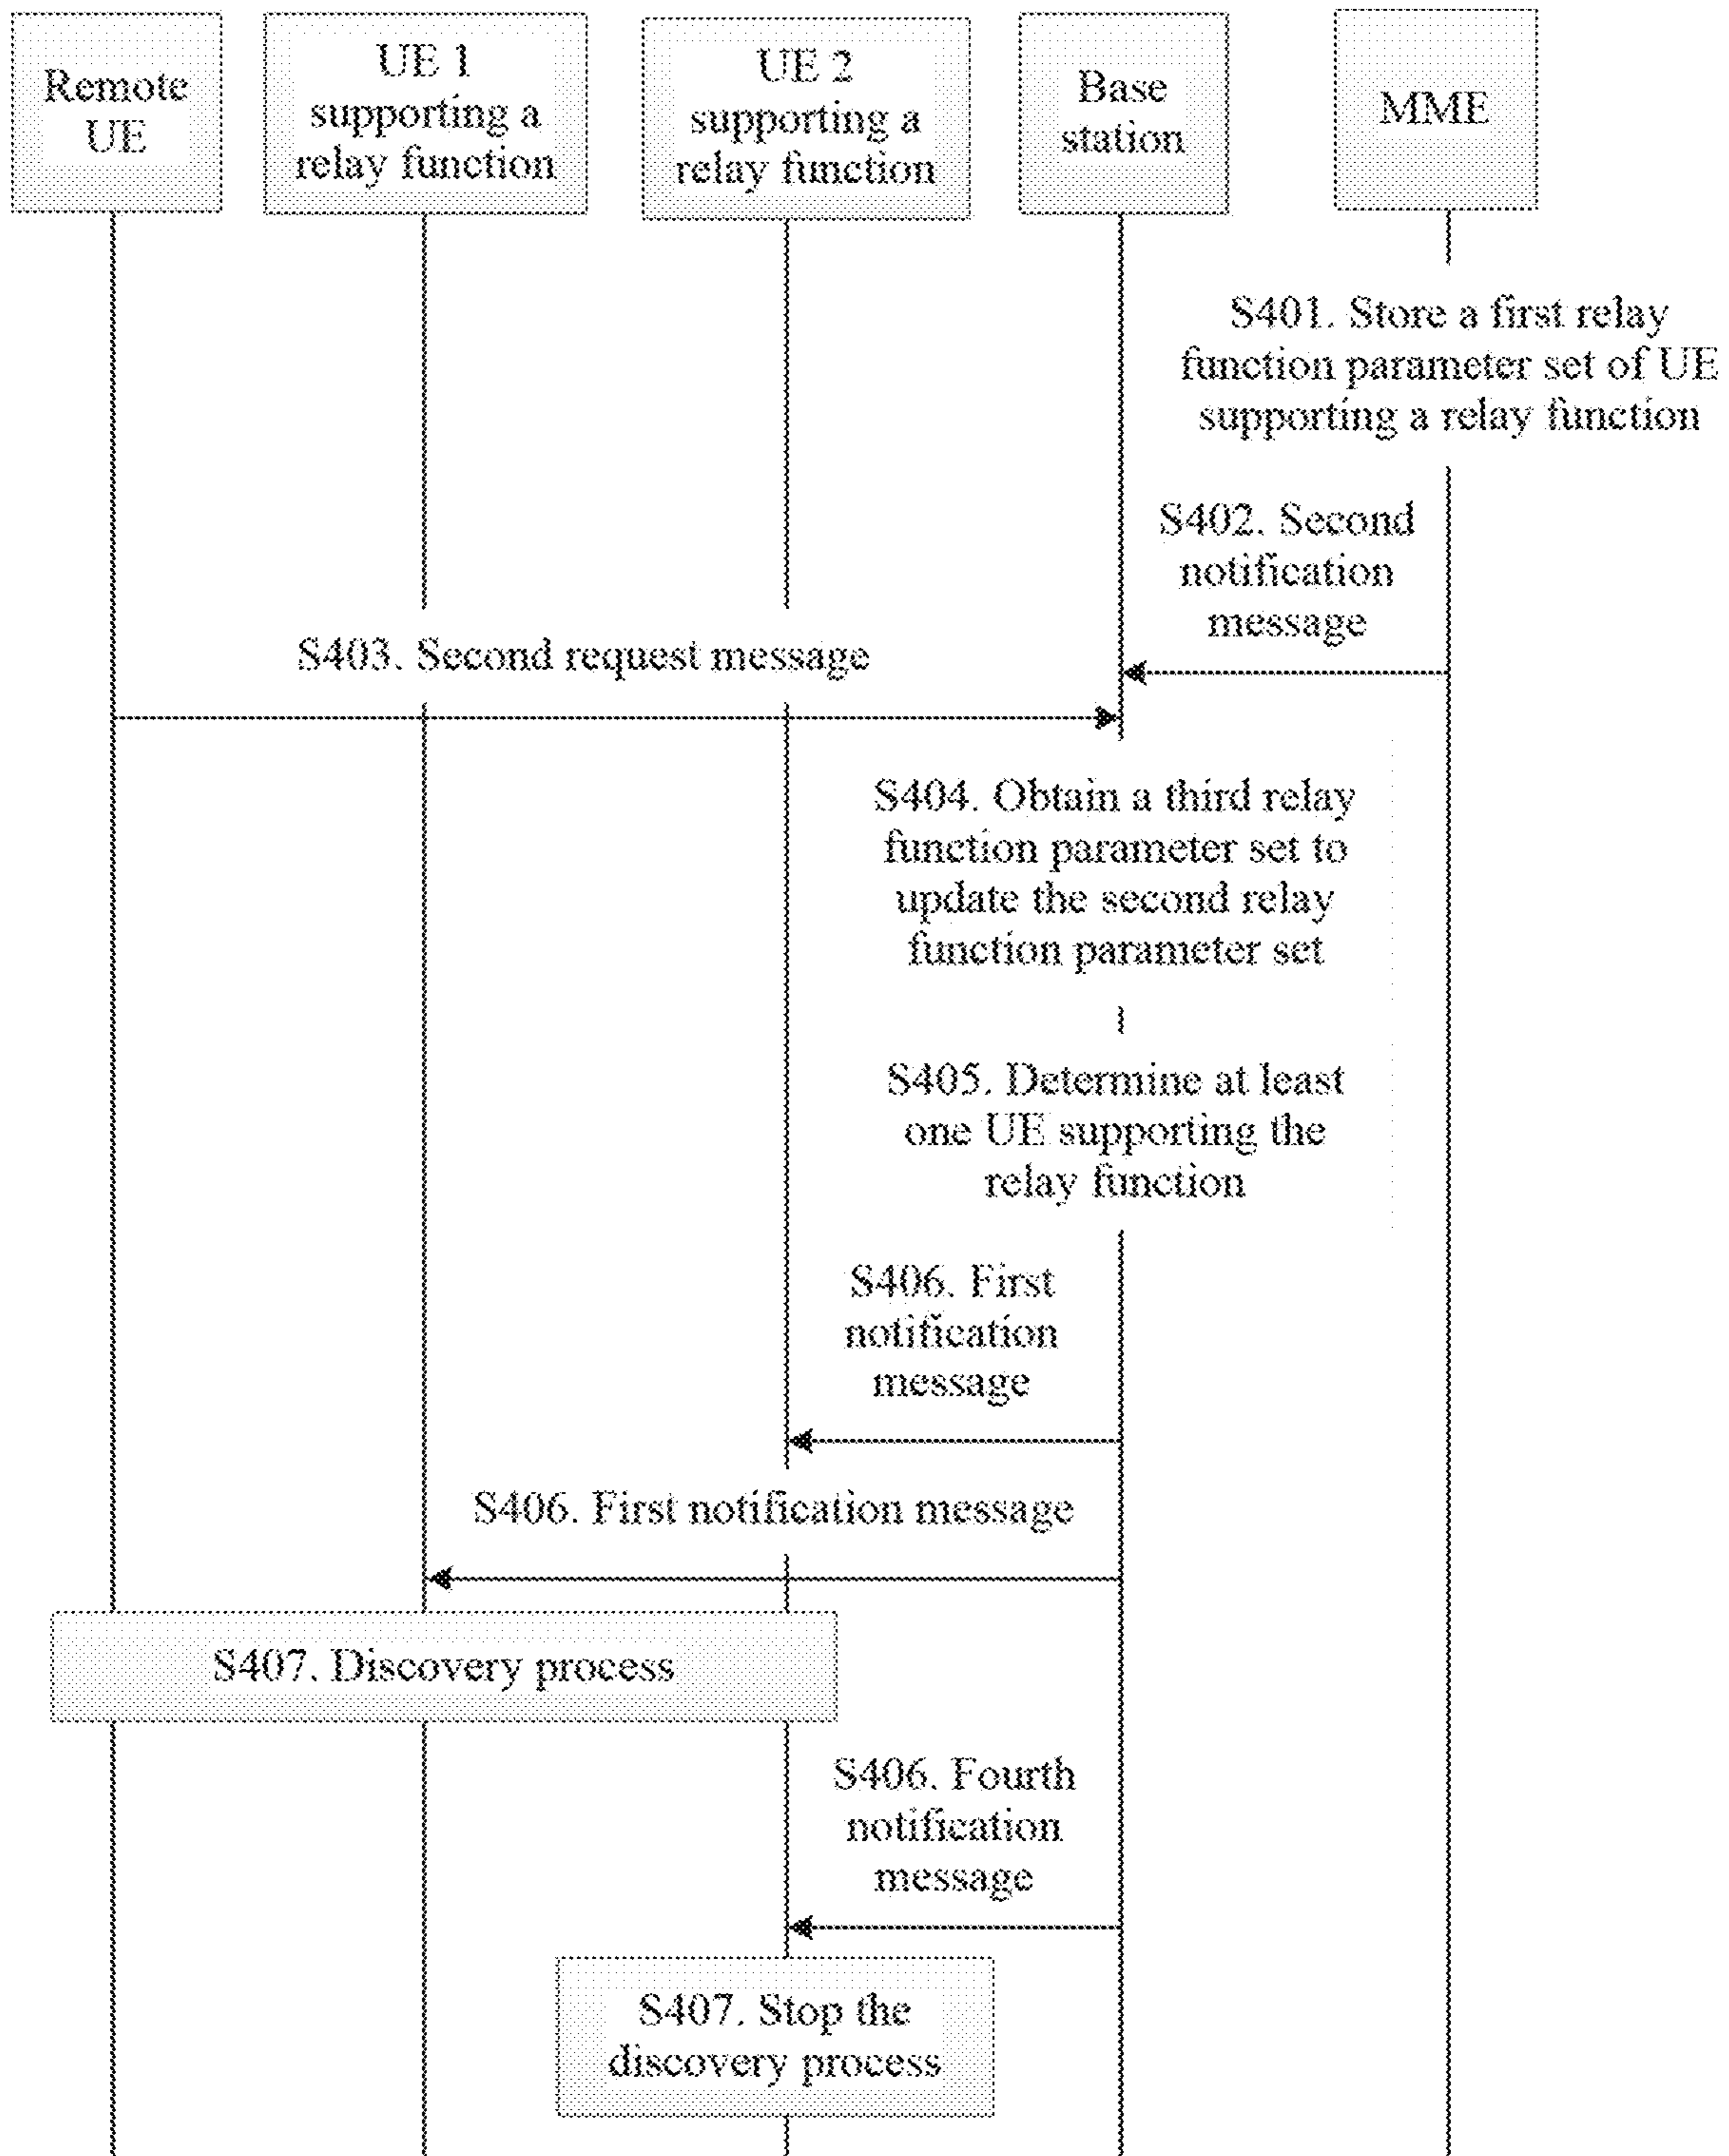 Remote
UE
UE 1
supporting a
relay function
UE 2
supporting a
relay function
Base
station
MME
S401. Store a first relay
function parameter set of UE
supporting a relay function
S402. Second
notification
message
S403. Second request message
S404. Obtain a third relay
function parameter set to
update the second relay
function parameter set
S405. Determine at least
one UE supporting the
relay function
S406. First
notification
message
S406. First notification message
S407. Discovery process
S406. Fourth
notification
message
S407. Stop the
discovery process